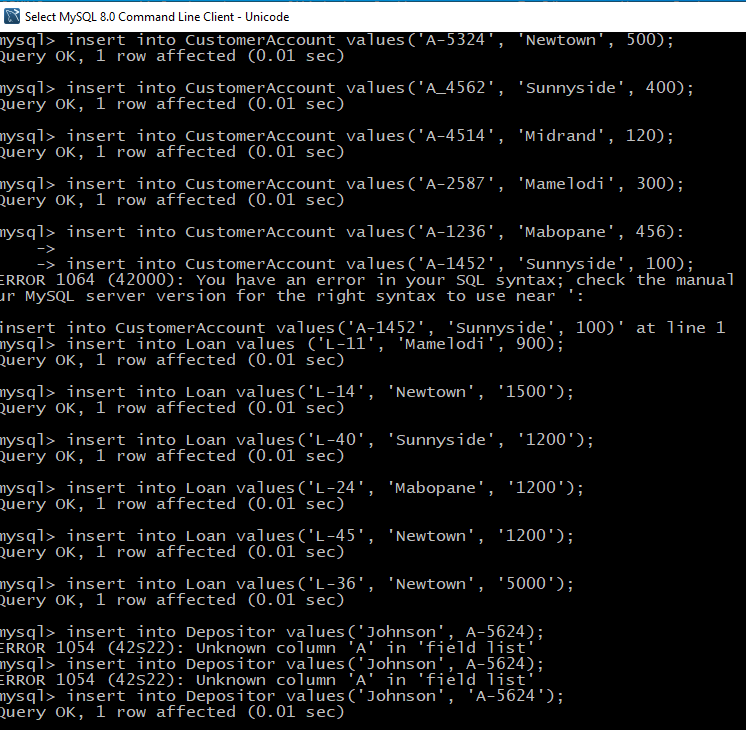 Select MySQL 8.0 Command Line Client - Unicode
mysql> insert into CustomerAccount values('A-5324', 'Newtown', 500);
Query OK, 1 row affected (0.01 sec)
mysql> insert into CustomerAccount values('A_4562', 'Sunnyside', 400);
Query OK, 1 row affected (0.01 sec)
mysql> insert into CustomerAccount values('A-4514', 'Midrand', 120);
Query OK, 1 row affected (0.01 sec)
mysql> insert into CustomerAccount values('A-2587', 'Mamelodi', 300);
Query OK, 1 row affected (0.01 sec)
mysql> insert into CustomerAccount values('A-1236', 'Mabopane', 456):
    ->
    -> insert into CustomerAccount values('A-1452', 'Sunnyside', 100);
ERROR 1064 (42000): You have an error in your SQL syntax; check the manual
ur MySQL server version for the right syntax to use near ':
insert into CustomerAccount values('A-1452', 'Sunnyside', 100)' at line 1
mysql> insert into Loan values ('L-11', 'Mamelodi', 900);
Query OK, 1 row affected (0.01 sec)
mysql> insert into Loan values('L-14', 'Newtown', '1500');
Query OK, 1 row affected (0.01 sec)
mysql> insert into Loan values('L-40', 'Sunnyside', '1200');
Query OK, 1 row affected (0.01 sec)
mysql> insert into Loan values('L-24', 'Mabopane', '1200');
Query OK, 1 row affected (0.01 sec)
mysql> insert into Loan values('L-45', 'Newtown', '1200');
Query OK, 1 row affected (0.01 sec)
mysql> insert into Loan values('L-36', 'Newtown', '5000');
Query OK, 1 row affected (0.01 sec)
mysql> insert into Depositor values('Johnson', A-5624);
ERROR 1054 (42S22): Unknown column 'A' in 'field list'
mysql> insert into Depositor values('Johnson', A-5624);
ERROR 1054 (42S22): Unknown column 'A' in 'field list'
mysql> insert into Depositor values('Johnson', 'A-5624');
Query OK, 1 row affected (0.01 sec)